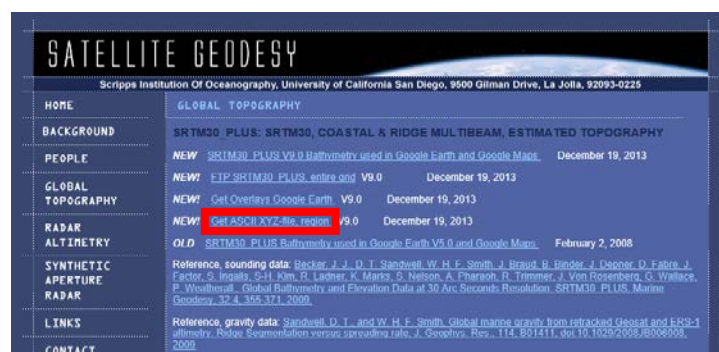 SATELLITE GEODESY
Scripps Institution Of Oceanography, University of California San Diego, 9500 Gilman Drive, La Jolla, 92093-0225
HOME
BACKGROUND
PEOPLE
GLOBAL
TOPOGRAPHY
RADAR
ALTIMETRY
SYNTHETIC
APERTURE
RADAR
LINKS
CONTACT
GLOBAL TOPOGRAPHY
SRTM30_PLUS: SRTM30, COASTAL & RIDGE MULTIBEAM, ESTIMATED TOPOGRAPHY
NEW SRTM30_PLUS V9.0 Bathymetry used in Google Earth and Google Maps December 19, 2013
NEW! FTP SRTM30_PLUS, entire grid V9.0 December 19, 2013
NEW! Get Overlays Google Earth V9.0 December 19, 2013
NEW! Get ASCII XYZ-file, region V9.0 December 19, 2013
OLD SRTM30_PLUS Bathymetry used in Google Earth V5.0 and Google Maps February 2, 2008
Reference, sounding data: Becker, J. J., D. T. Sandwell, W. H. F. Smith, J. Braud, B. Binder, J. Depner, D. Fabre, J.
Factor, S. Ingalls, S-H. Kim, R. Ladner, K. Marks, S. Nelson, A. Pharaoh, R. Trimmer, J. Von Rosenberg, G. Wallace,
P. Weatherall., Global Bathymetry and Elevation Data at 30 Arc Seconds Resolution: SRTM30_PLUS, Marine
Geodesy, 32:4, 355-371, 2009.
Reference, gravity data: Sandwell, D. T., and W. H. F. Smith, Global marine gravity from retracked Geosat and ERS-1
altimetry: Ridge Segmentation versus spreading rate, J. Geophys. Res., 114, B01411, doi:10.1029/2008JB006008,
2009.